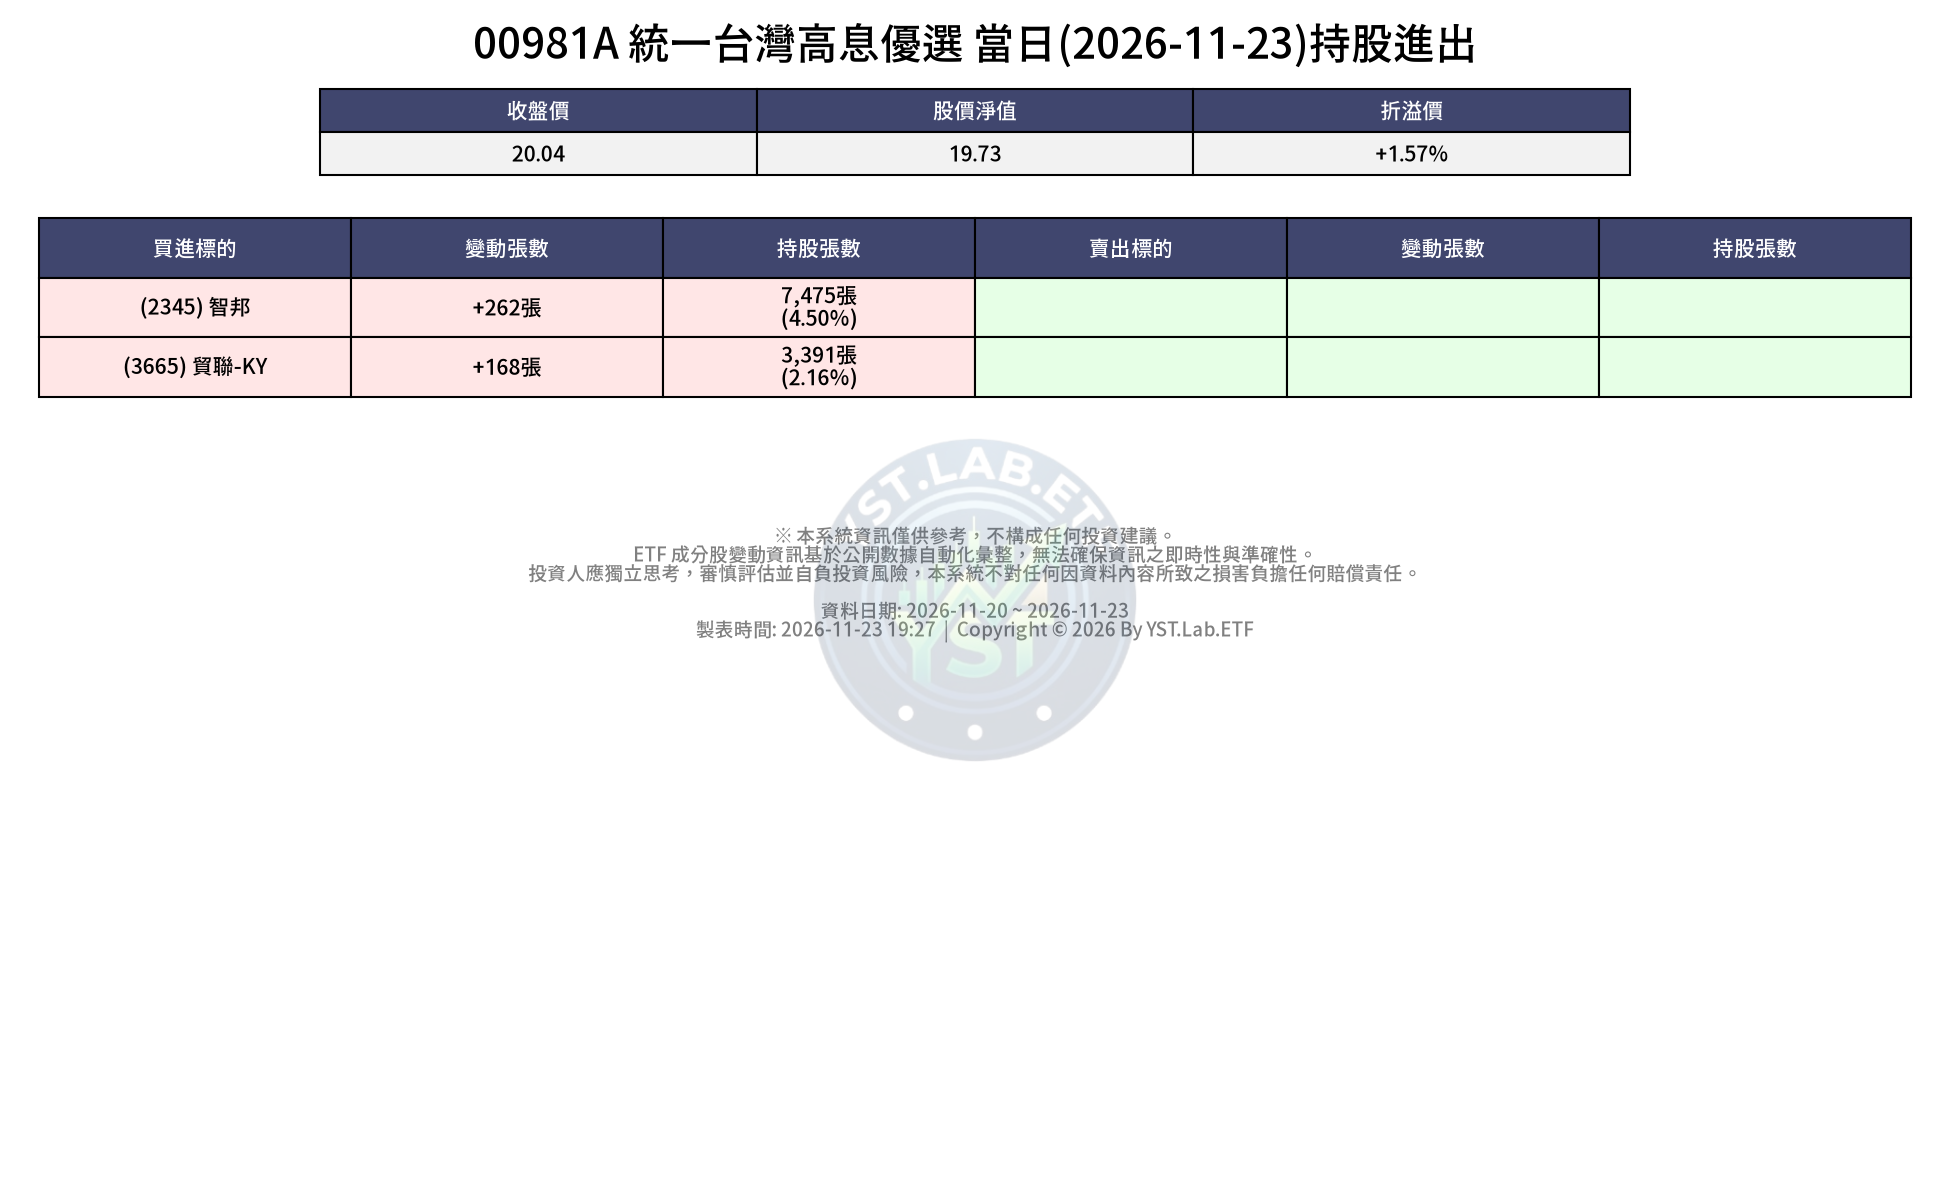 00981A 統一台灣高息優選 當日(2026-11-23)持股進出
收盤價 股價淨值 折溢價
20.04 19.73 +1.57%
買進標的 變動張數 持股張數 賣出標的 變動張數 持股張數
(2345) 智邦 +262張 7,475張
(4.50%)
(3665) 貿聯-KY +168張 3,391張
(2.16%)
YST.LAB.ET
※ 本系統資訊僅供參考，不構成任何投資建議。
ETF 成分股變動資訊基於公開數據自動化彙整，無法確保資訊之即時性與準確性。
投資人應獨立思考，審慎評估並自負投資風險，本系統不對任何因資料內容所致之損害負擔任何賠償責任。
資料日期: 2026-11-20 ~ 2026-11-23
製表時間: 2026-11-23 19:27 | Copyright © 2026 By YST.Lab.ETF
YST